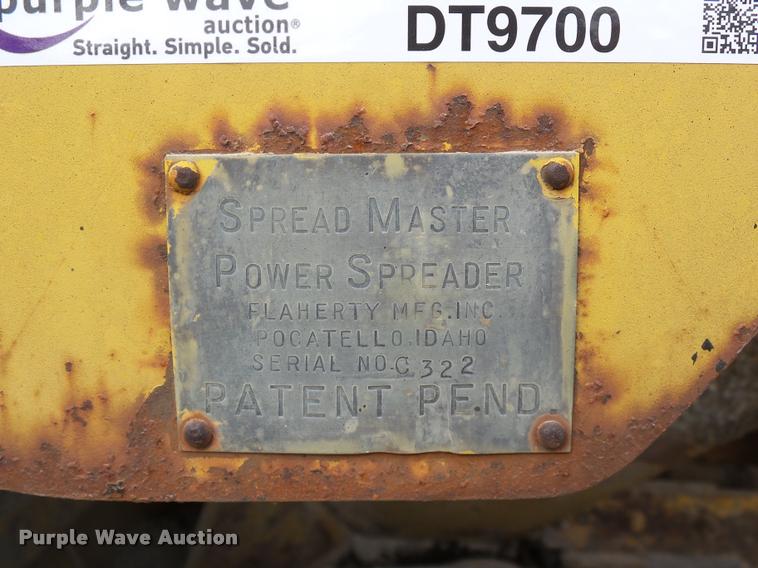 purple wave
auction®
Straight. Simple. Sold.
DT9700
SPREAD MASTER
POWER SPREADER
FLAHERTY MFG. INC.
POCATELLO, IDAHO
SERIAL NO. C 322
PATENT PEND.
Purple Wave Auction